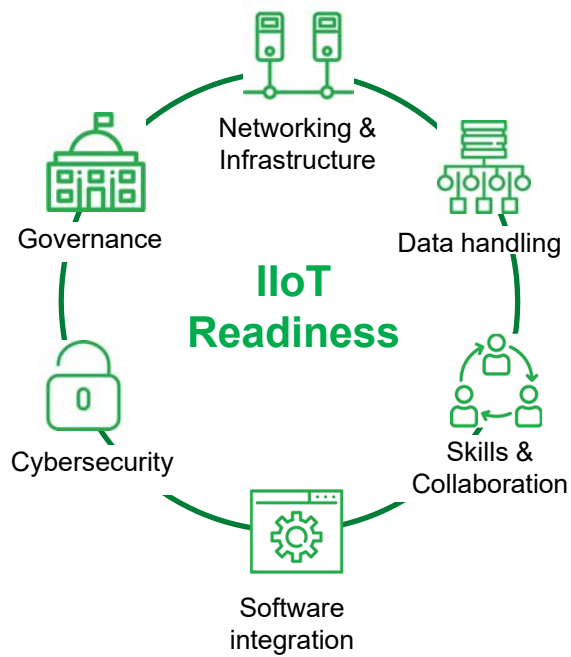 Networking &
Infrastructure
Governance
Data handling
IIoT
Readiness
Cybersecurity
Skills &
Collaboration
Software
integration